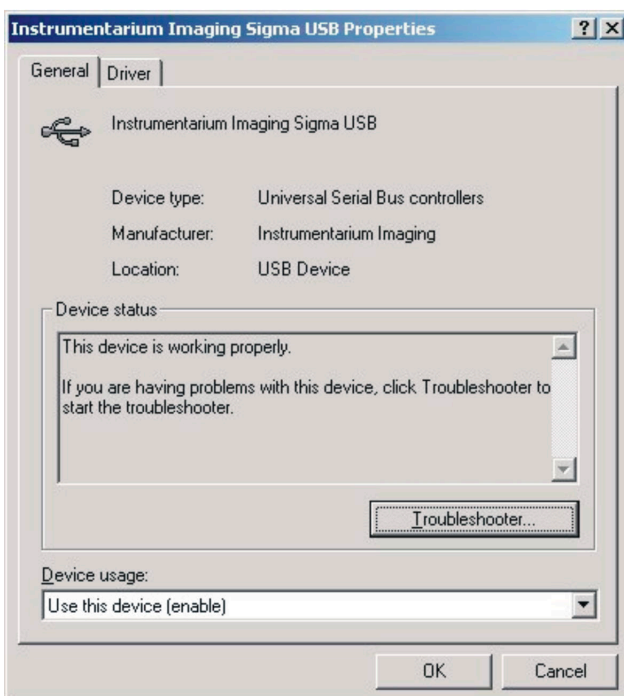 Instrumentarium Imaging Sigma USB Properties
General
Driver
Instrumentarium Imaging Sigma USB
Device type: Universal Serial Bus controllers
Manufacturer: Instrumentarium Imaging
Location: USB Device
Device status
This device is working properly.
If you are having problems with this device, click Troubleshooter to
start the troubleshooter.
Troubleshooter...
Device usage:
Use this device (enable)
OK
Cancel